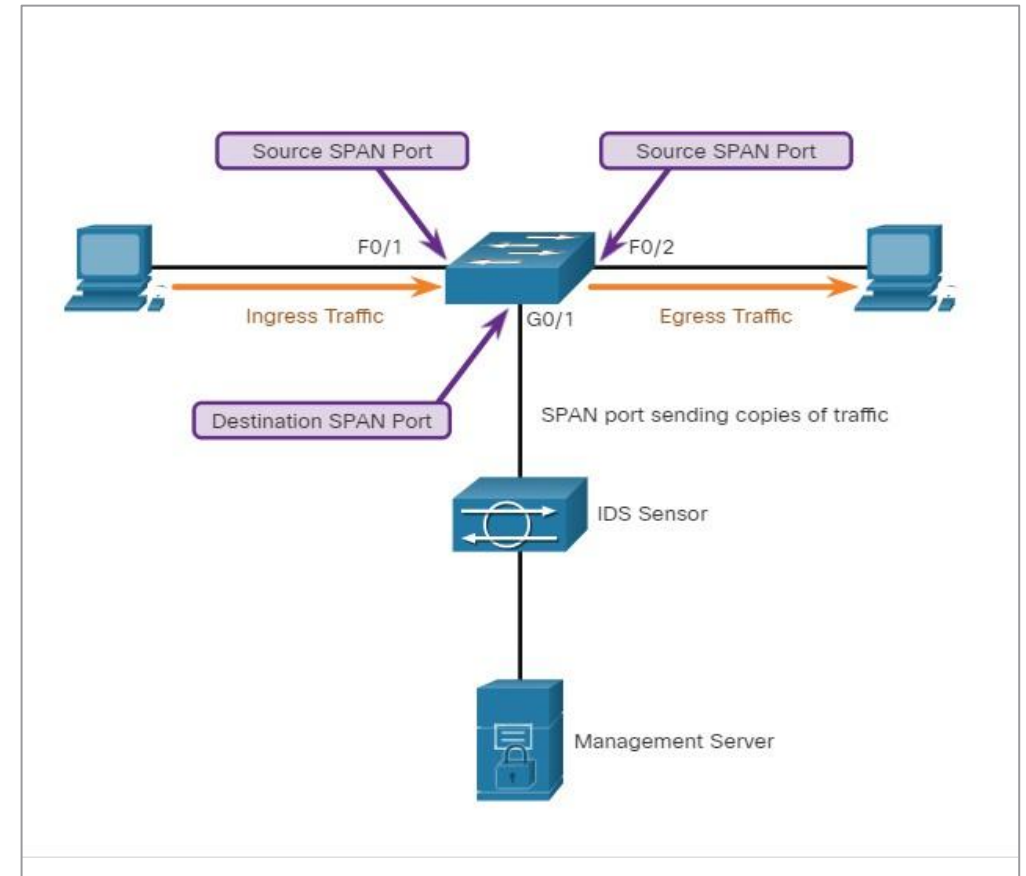 Source SPAN Port
Source SPAN Port
F0/1
F0/2
Ingress Traffic
G0/1
Egress Traffic
Destination SPAN Port
SPAN port sending copies of traffic
IDS Sensor
Management Server